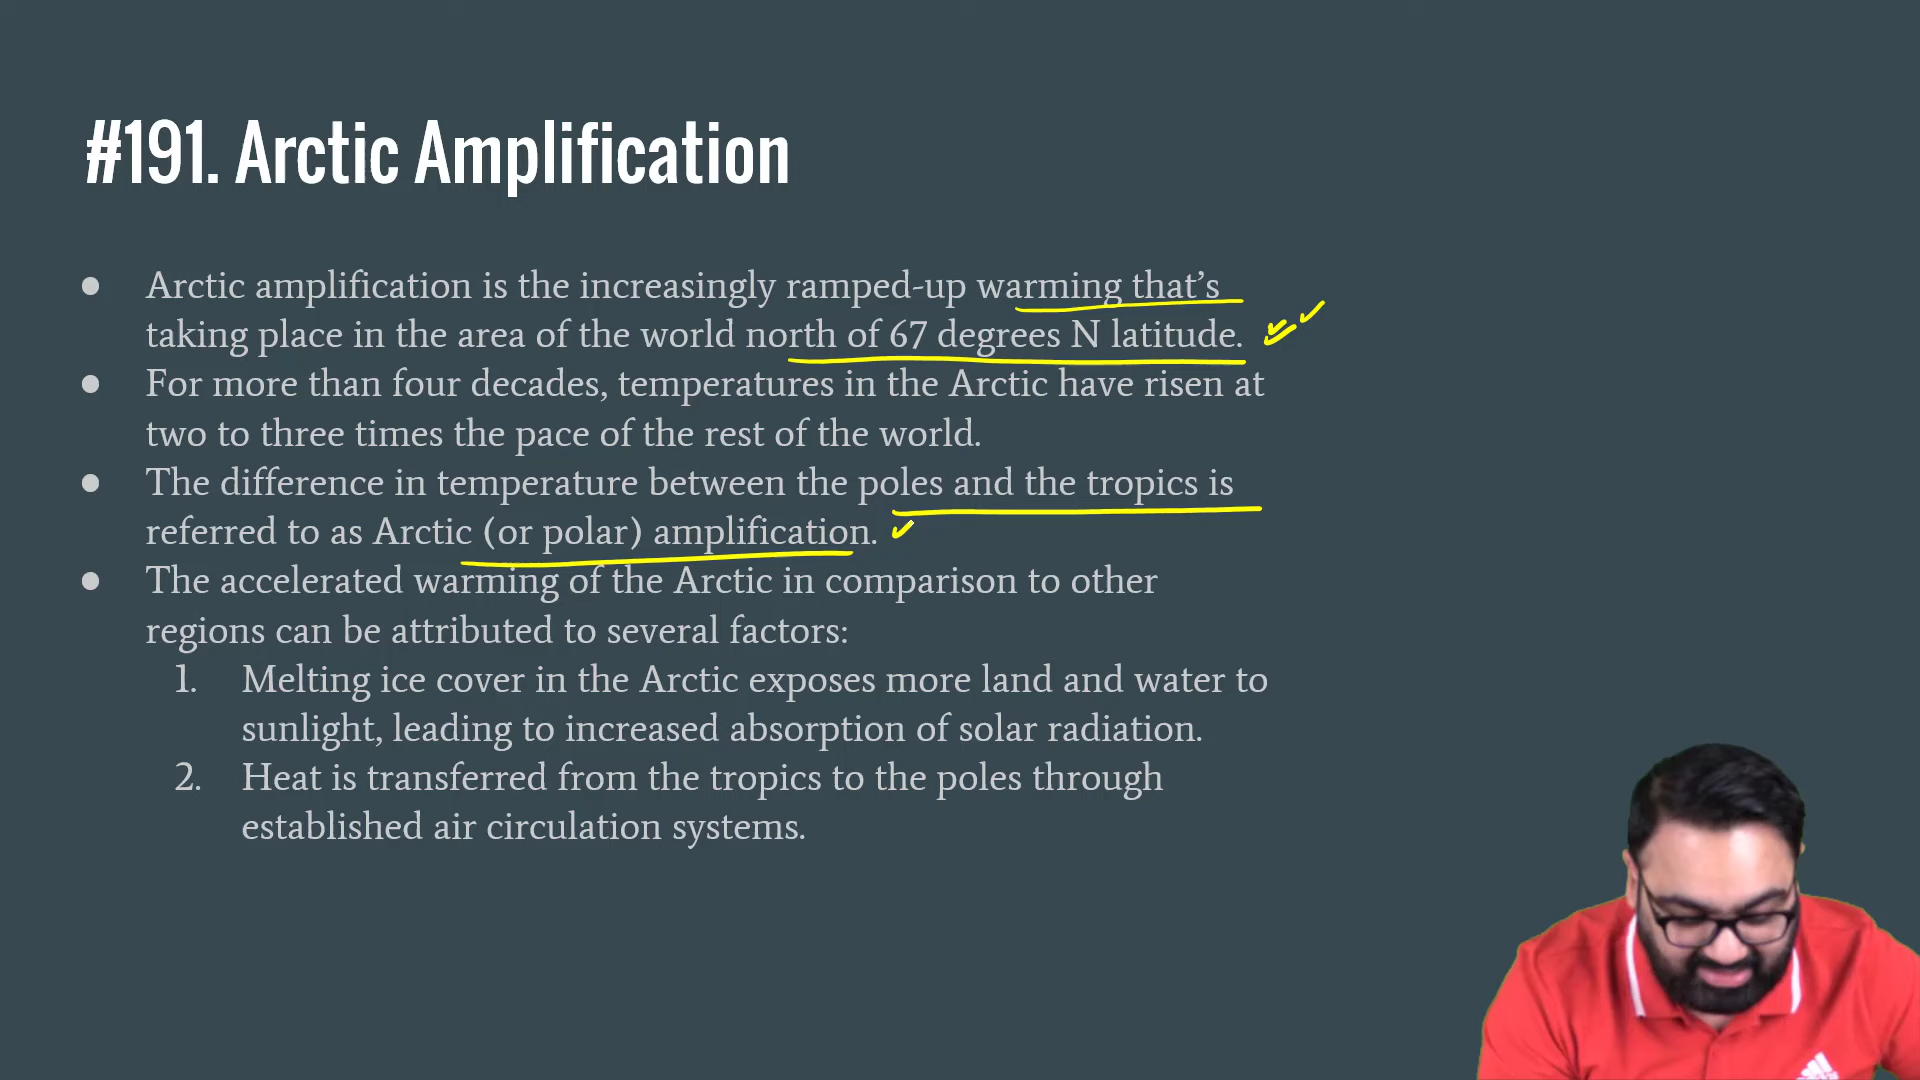 #191. Arctic Amplification
● Arctic amplification is the increasingly ramped-up warming that’s
taking place in the area of the world north of 67 degrees N latitude.
● For more than four decades, temperatures in the Arctic have risen at
two to three times the pace of the rest of the world.
● The difference in temperature between the poles and the tropics is
referred to as Arctic (or polar) amplification.
● The accelerated warming of the Arctic in comparison to other
regions can be attributed to several factors:
1. Melting ice cover in the Arctic exposes more land and water to
sunlight, leading to increased absorption of solar radiation.
2. Heat is transferred from the tropics to the poles through
established air circulation systems.